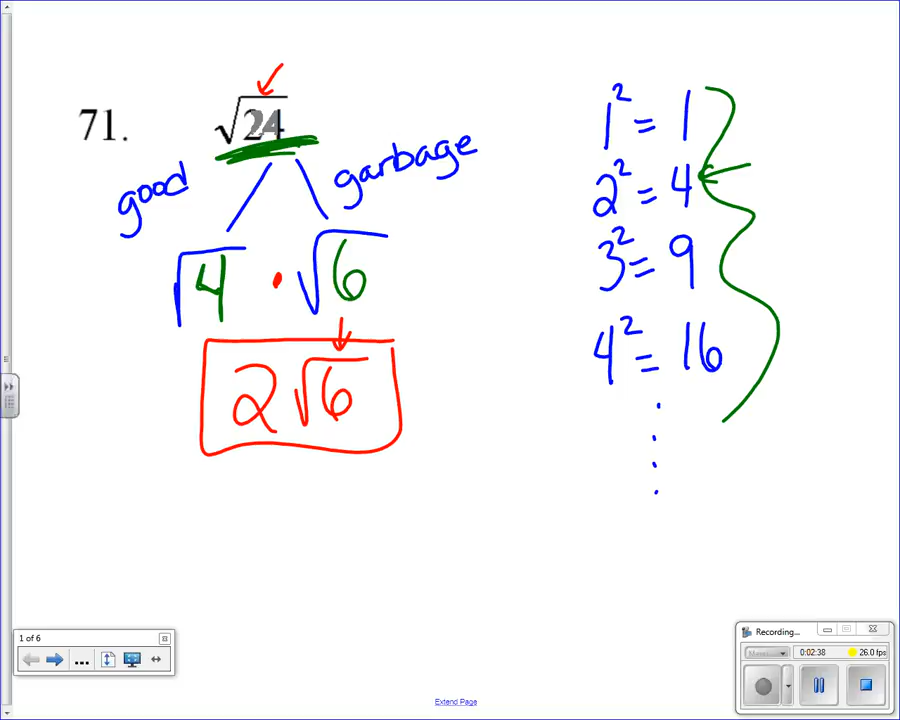 71. √24
good garbage
√4 · √6
2√6
1² = 1
2² = 4
3² = 9
4² = 16
1 of 6
...
Recording...
0:02:38 26.0 fps
Extend Page